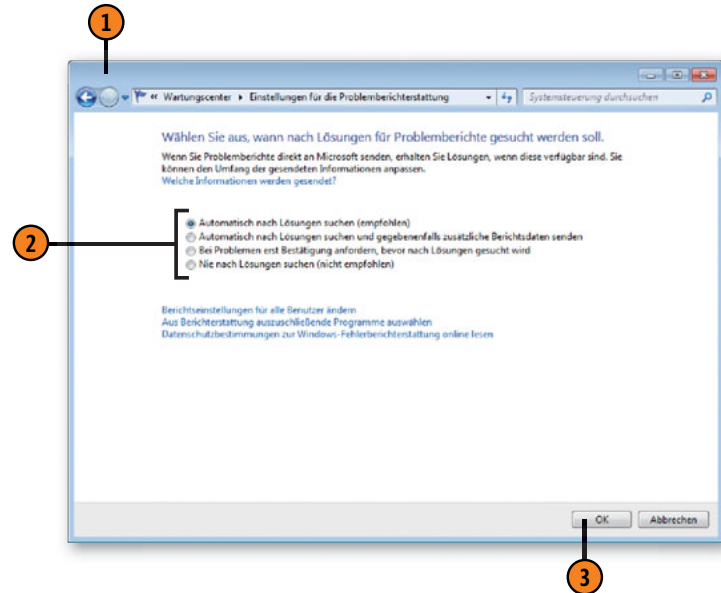 1
« Wartungscenter ▸ Einstellungen für die Problemberichterstattung
Systemsteuerung durchsuchen
Wählen Sie aus, wann nach Lösungen für Problemberichte gesucht werden soll.
Wenn Sie Problemberichte direkt an Microsoft senden, erhalten Sie Lösungen, wenn diese verfügbar sind. Sie
können den Umfang der gesendeten Informationen anpassen.
Welche Informationen werden gesendet?
2
Automatisch nach Lösungen suchen (empfohlen)
Automatisch nach Lösungen suchen und gegebenenfalls zusätzliche Berichtsdaten senden
Bei Problemen erst Bestätigung anfordern, bevor nach Lösungen gesucht wird
Nie nach Lösungen suchen (nicht empfohlen)
Berichtseinstellungen für alle Benutzer ändern
Aus Berichterstattung auszuschließende Programme auswählen
Datenschutzbestimmungen zur Windows-Fehlerberichterstattung online lesen
OK Abbrechen
3